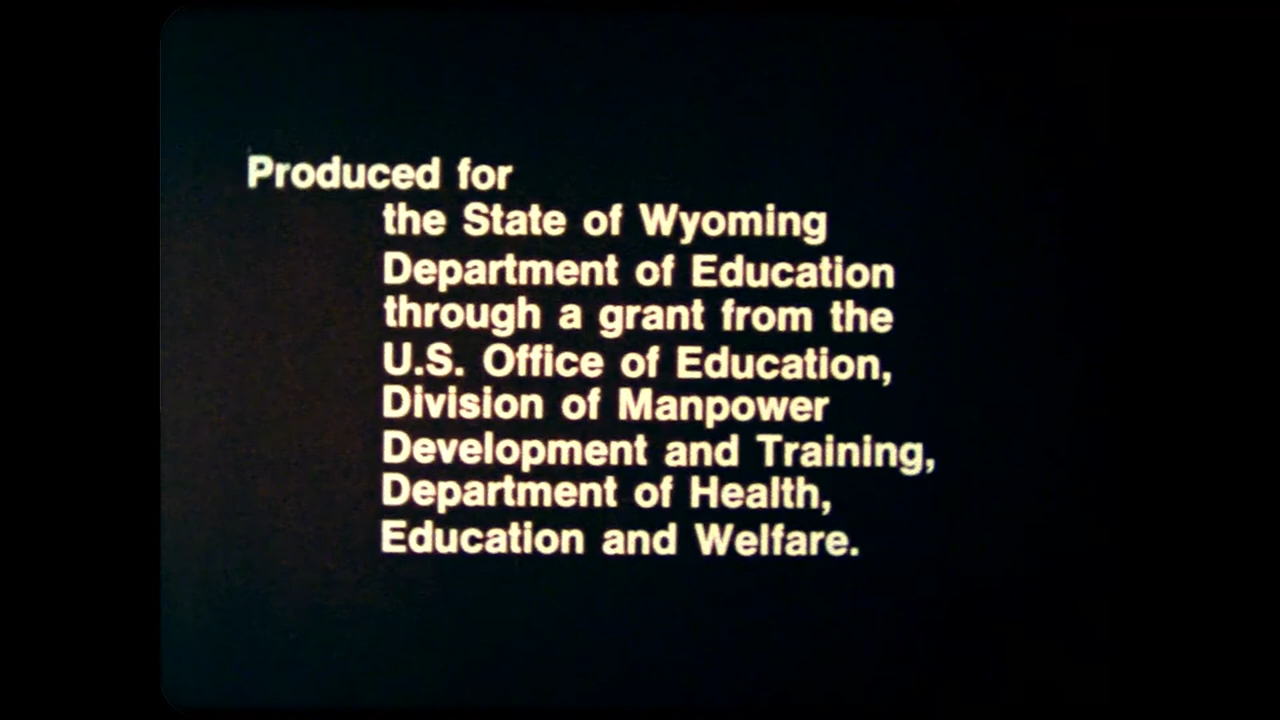 Produced for
the State of Wyoming
Department of Education
through a grant from the
U.S. Office of Education,
Division of Manpower
Development and Training,
Department of Health,
Education and Welfare.